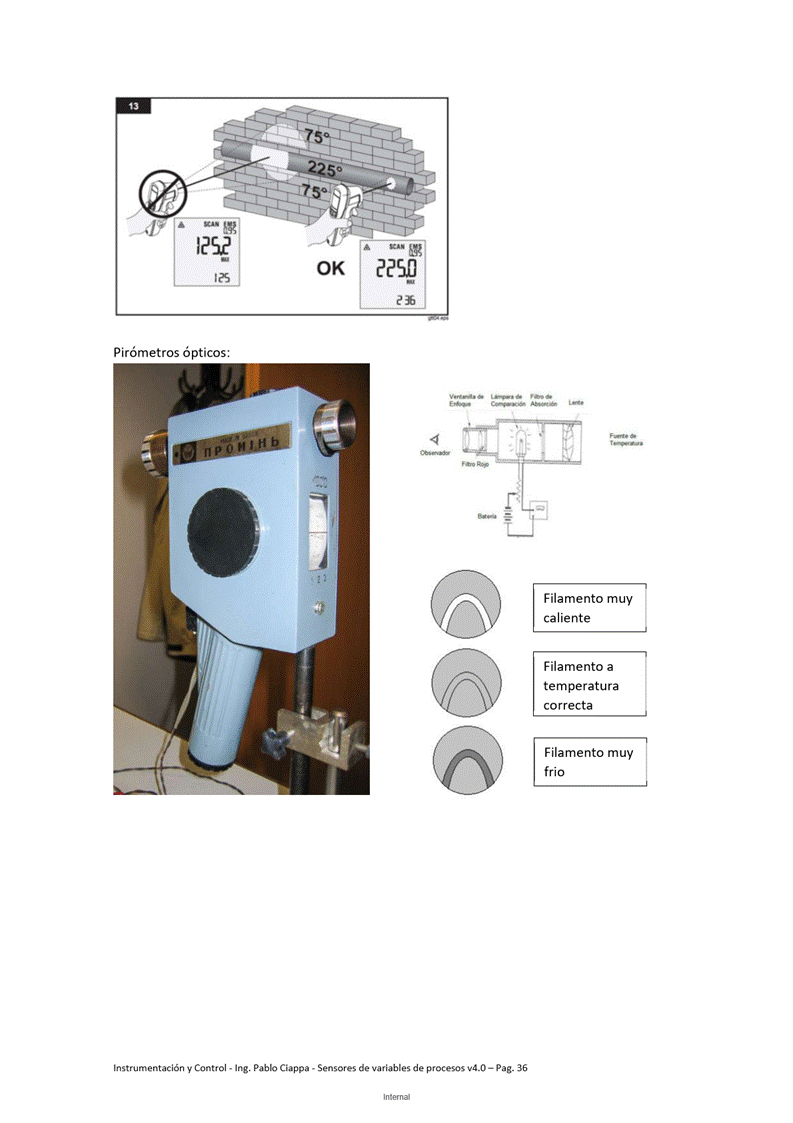 13
75°
225°
75°
SCAN EMS
0.95
125,2
MAX
125
OK
SCAN EMS
0.95
225,0
MAX
236
Pirómetros ópticos:
ПРОМІНЬ
1 2 3
Ventanilla de
Enfoque
Lámpara de
Comparación
Filtro de
Absorción
Lente
Observador
Filtro Rojo
Fuente de
Temperatura
Batería
Filamento muy
caliente
Filamento a
temperatura
correcta
Filamento muy
frio
Instrumentación y Control - Ing. Pablo Ciappa - Sensores de variables de procesos v4.0 – Pag. 36
Internal